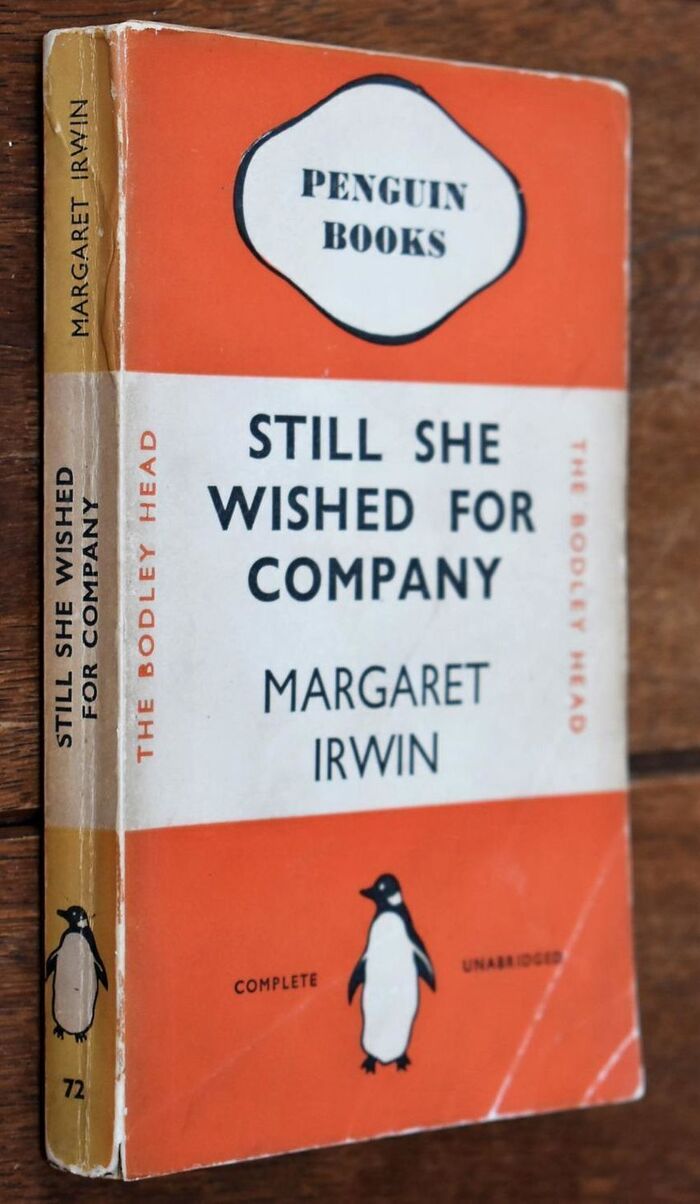 MARGARET IRWIN
STILL SHE WISHED
FOR COMPANY
72
PENGUIN
BOOKS
THE BODLEY HEAD
STILL SHE
WISHED FOR
COMPANY
MARGARET
IRWIN
THE BODLEY HEAD
COMPLETE
UNABRIDGED